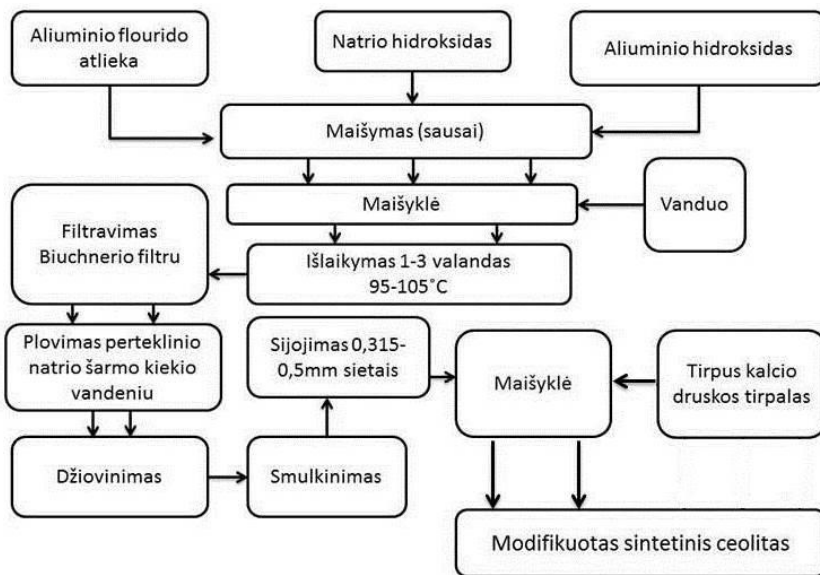 Aliuminio flourido
atlieka
Natrio hidroksidas
Aliuminio hidroksidas
Maišymas (sausai)
Maišyklė
Vanduo
Filtravimas
Biuchnerio filtru
Išlaikymas 1-3 valandas
95-105˚C
Plovimas perteklinio
natrio šarmo kiekio
vandeniu
Sijojimas 0,315-
0,5mm sietais
Maišyklė
Tirpus kalcio
druskos tirpalas
Džiovinimas
Smulkinimas
Modifikuotas sintetinis ceolitas